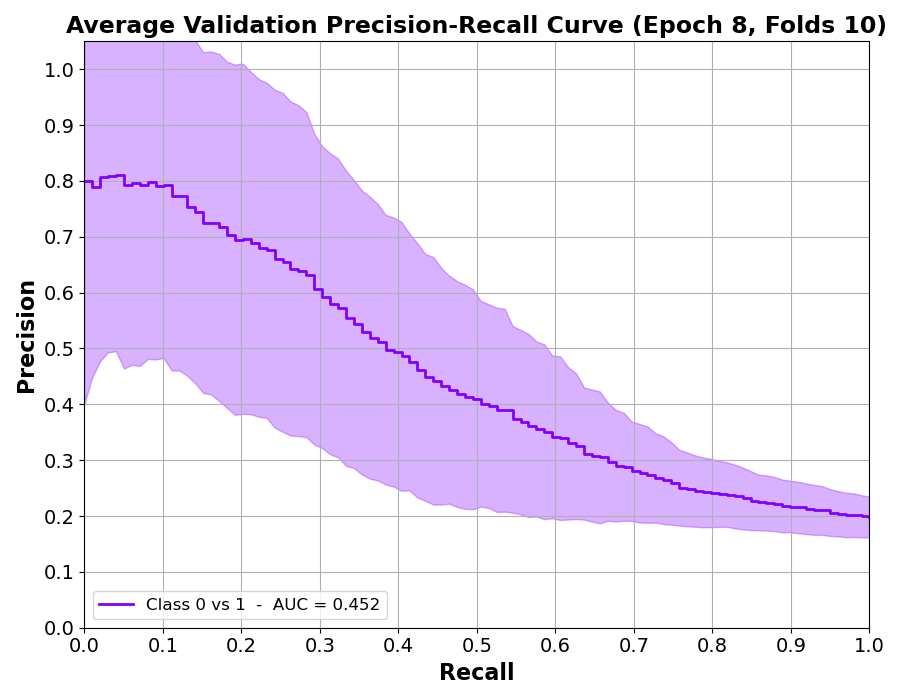 Average Validation Precision-Recall Curve (Epoch 8, Folds 10)
1.0
0.9
0.8
0.7
0.6
0.5
0.4
0.3
0.2
0.1
0.0
Precision
Class 0 vs 1 - AUC = 0.452
0.0 0.1 0.2 0.3 0.4 0.5 0.6 0.7 0.8 0.9 1.0
Recall